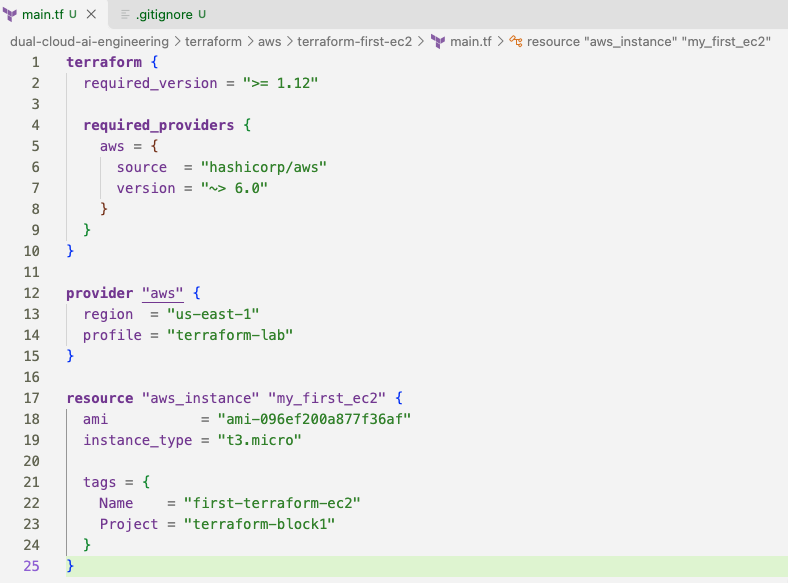 main.tf U
.gitignore U
dual-cloud-ai-engineering > terraform > aws > terraform-first-ec2 > main.tf > resource "aws_instance" "my_first_ec2"
1 terraform {
2   required_version = ">= 1.12"
3
4   required_providers {
5     aws = {
6       source  = "hashicorp/aws"
7       version = "~> 6.0"
8     }
9   }
10 }
11
12 provider "aws" {
13   region  = "us-east-1"
14   profile = "terraform-lab"
15 }
16
17 resource "aws_instance" "my_first_ec2" {
18   ami           = "ami-096ef200a877f36af"
19   instance_type = "t3.micro"
20
21   tags = {
22     Name    = "first-terraform-ec2"
23     Project = "terraform-block1"
24   }
25 }